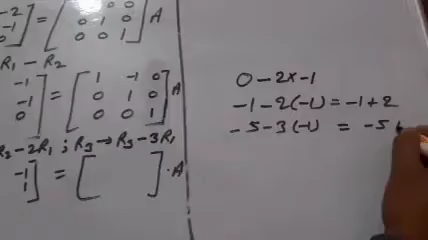 -2
-1
0] = [ 0 0
0 1 0
0 0 1] A
R₁ - R₂
-1
-1
0] = [1 -1 0
0 1 0
0 0 1] A
R₂-2R₁ ; R₃ → R₃-3R₁
-1
1] = [ ] · A
0 - 2x-1
-1 - 2(-1) = -1 + 2
-5 - 3(-1) = -5 +